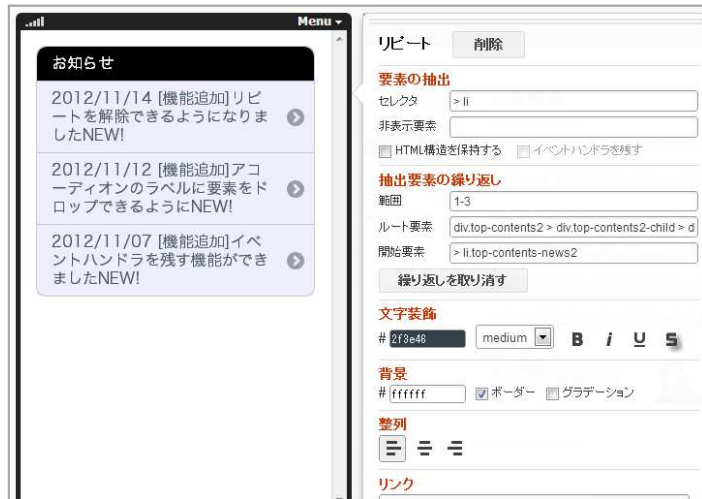 Menu
お知らせ
2012/11/14 [機能追加]リピ
ートを解除できるようになりま
したNEW!
2012/11/12 [機能追加]アコ
ーディオンのラベルに要素をド
ロップできるようにNEW!
2012/11/07 [機能追加]イベ
ントハンドラを残す機能ができ
ましたNEW!
リピート 削除
要素の抽出
セレクタ > li
非表示要素
HTML構造を保持する イベントハンドラを残す
抽出要素の繰り返し
範囲 1-3
ルート要素 div.top-contents2 > div.top-contents2-child > d
開始要素 > li.top-contents-news2
繰り返しを取り消す
文字装飾
# 2f3e46 medium B i U S
背景
# ffffff ボーダー グラデーション
整列
リンク